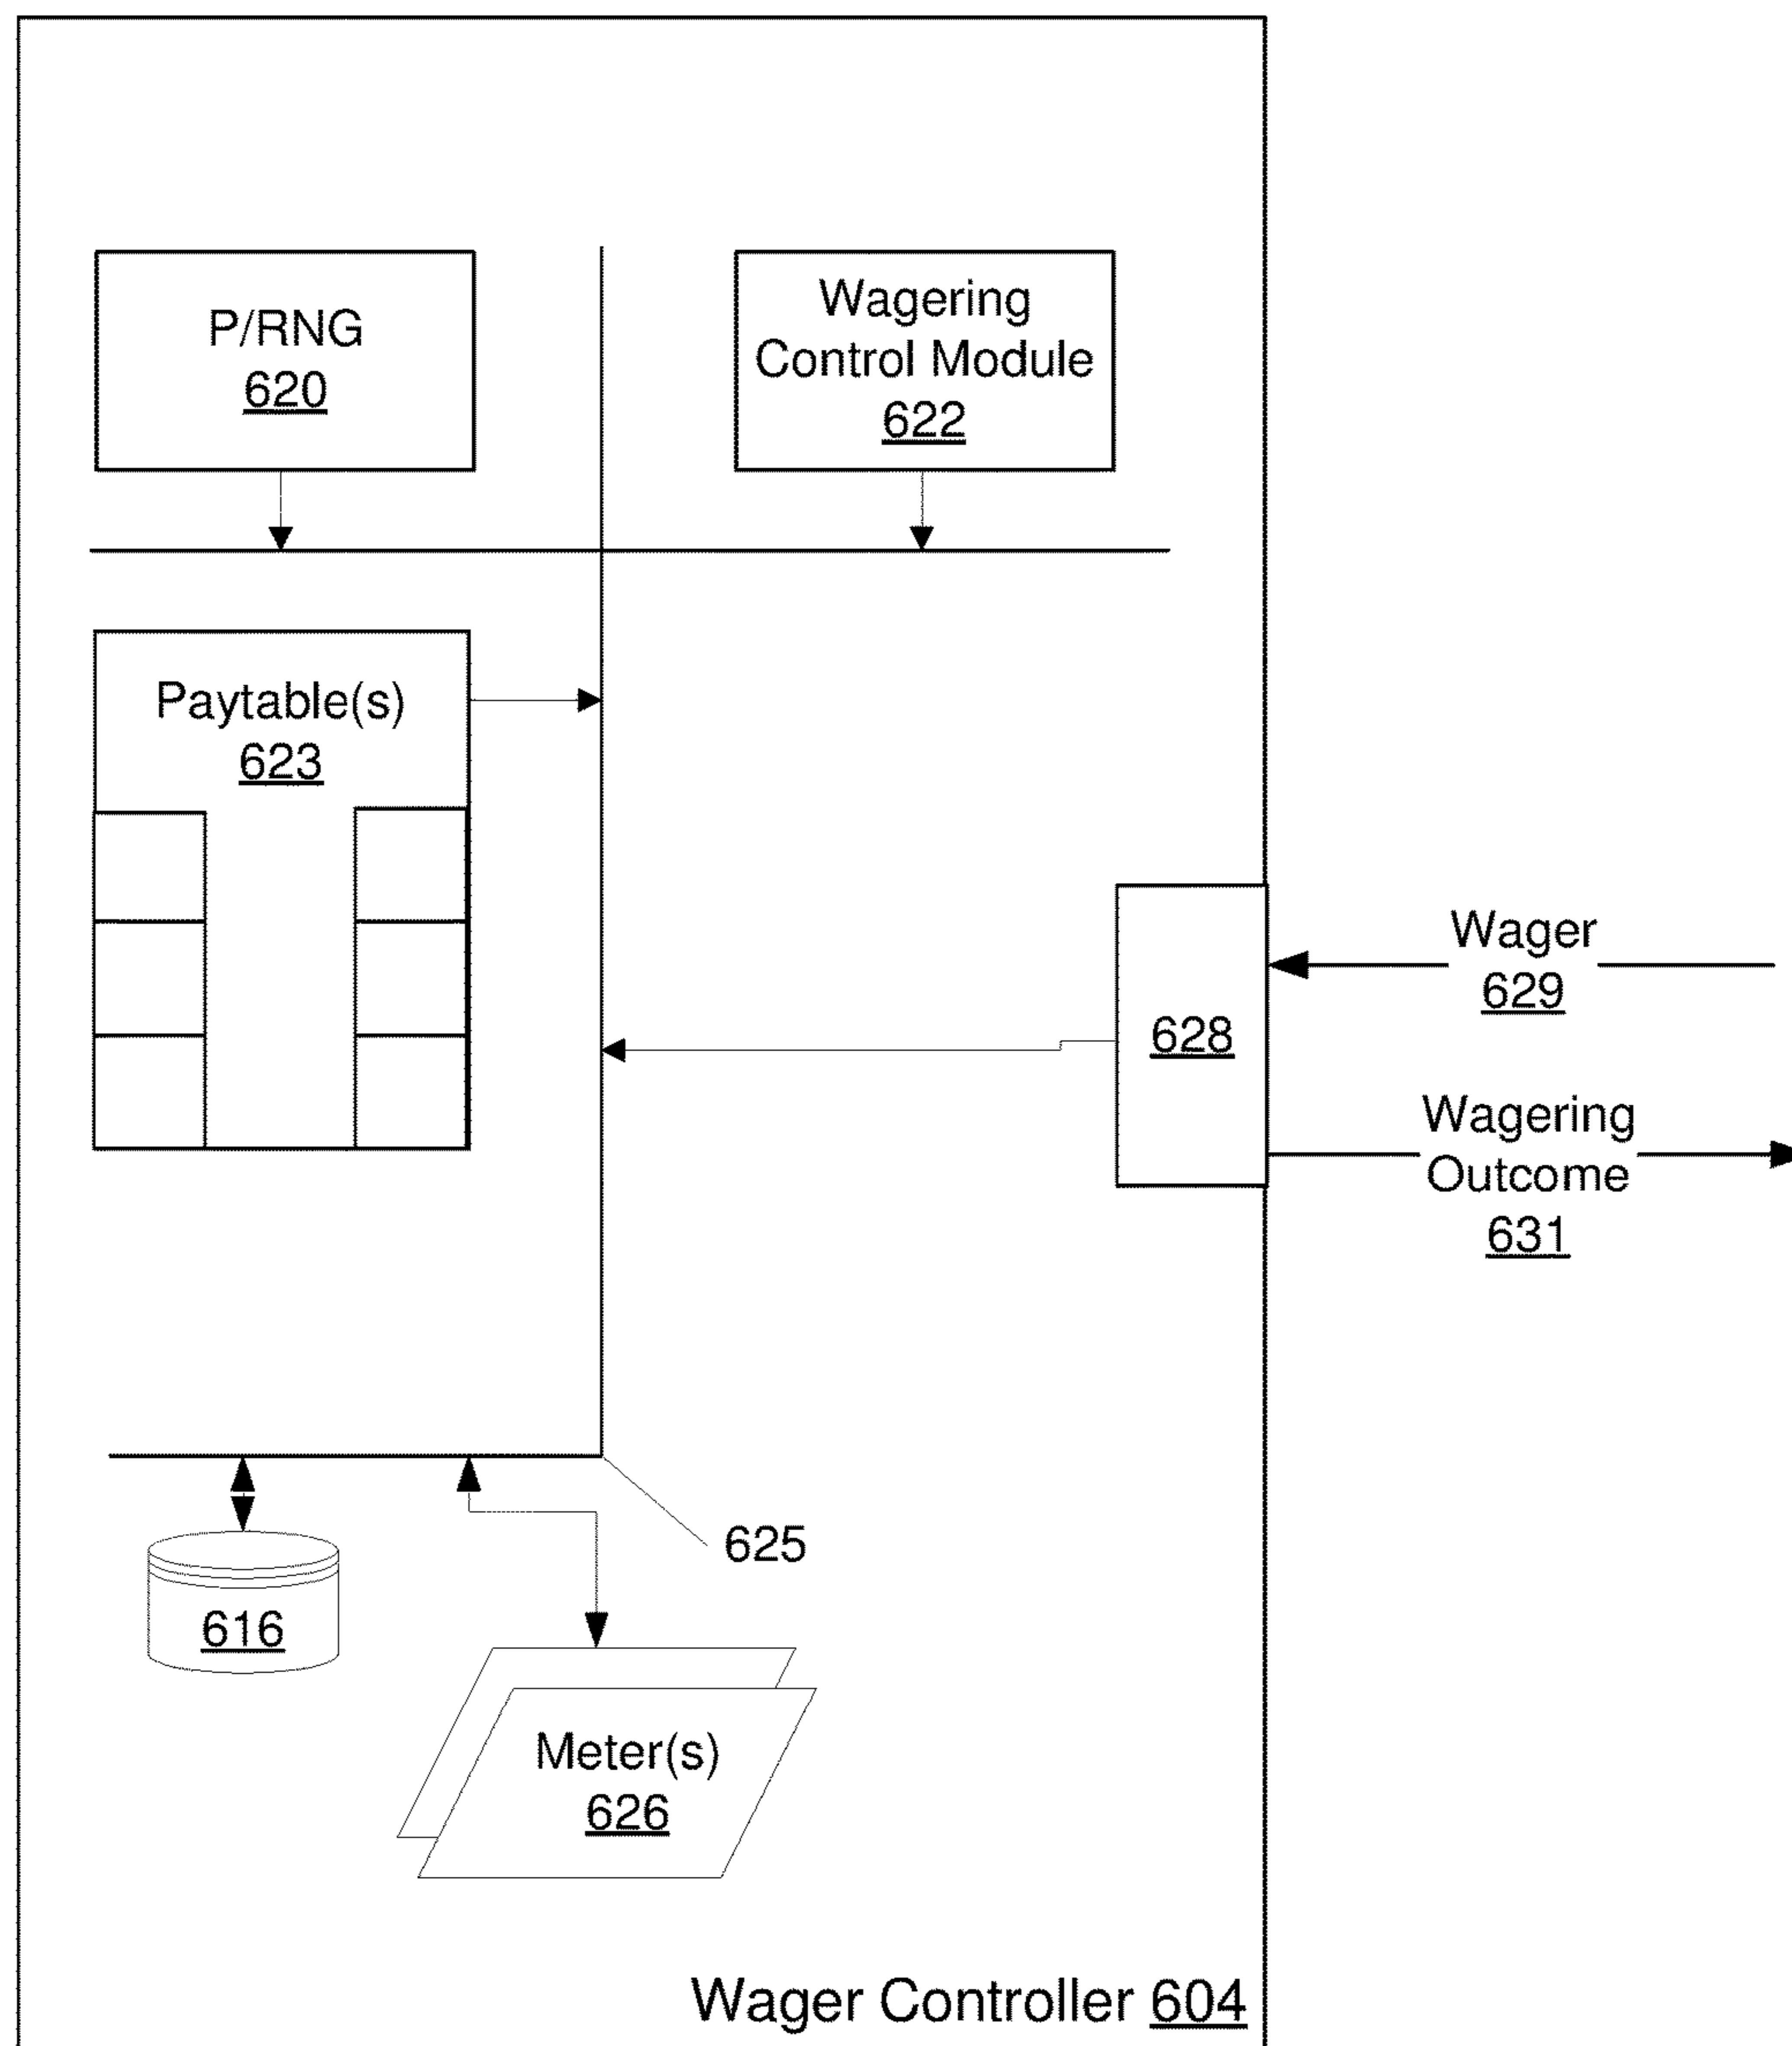 P/RNG
620
Wagering
Control Module
622
Paytable(s)
623
Wager
629
628
Wagering
Outcome
631
625
616
Meter(s)
626
Wager Controller 604